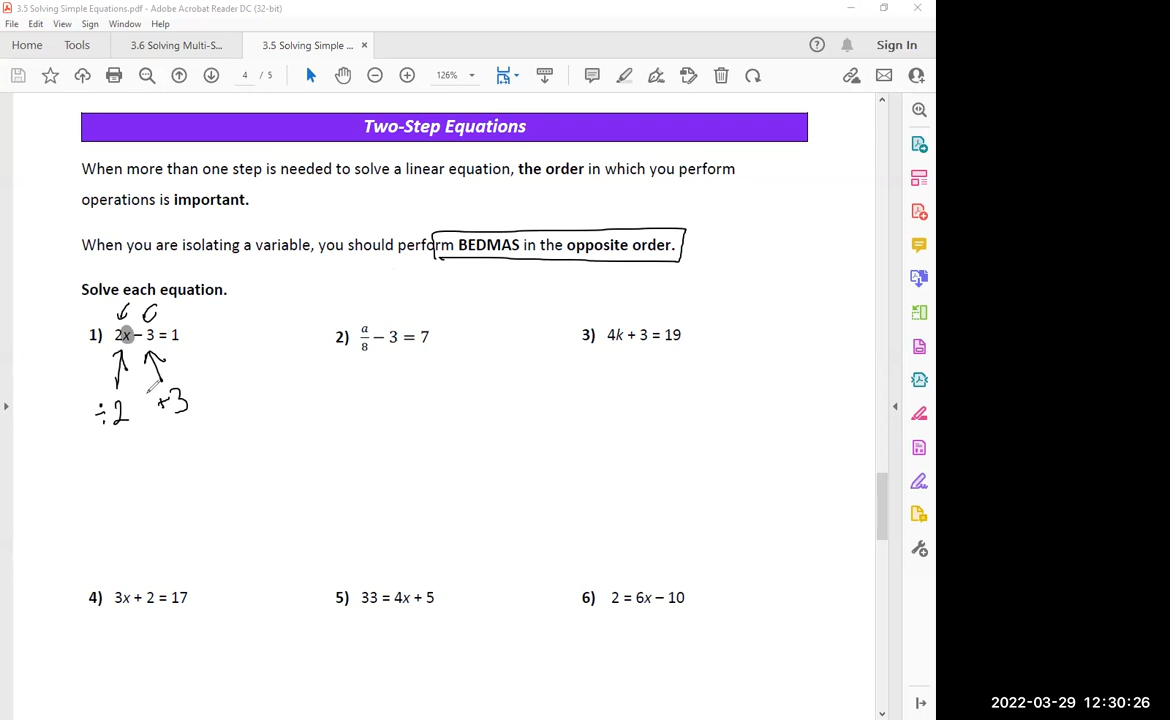 3.5 Solving Simple Equations.pdf - Adobe Acrobat Reader DC (32-bit)
File Edit View Sign Window Help
Home Tools 3.6 Solving Multi-S... 3.5 Solving Simple ... × Sign In
4 / 5 126%
Two-Step Equations
When more than one step is needed to solve a linear equation, the order in which you perform
operations is important.
When you are isolating a variable, you should perform BEDMAS in the opposite order.
Solve each equation.
1) 2x – 3 = 1 2) a/8 – 3 = 7 3) 4k + 3 = 19
÷2 +3
4) 3x + 2 = 17 5) 33 = 4x + 5 6) 2 = 6x – 10
2022-03-29 12:30:26